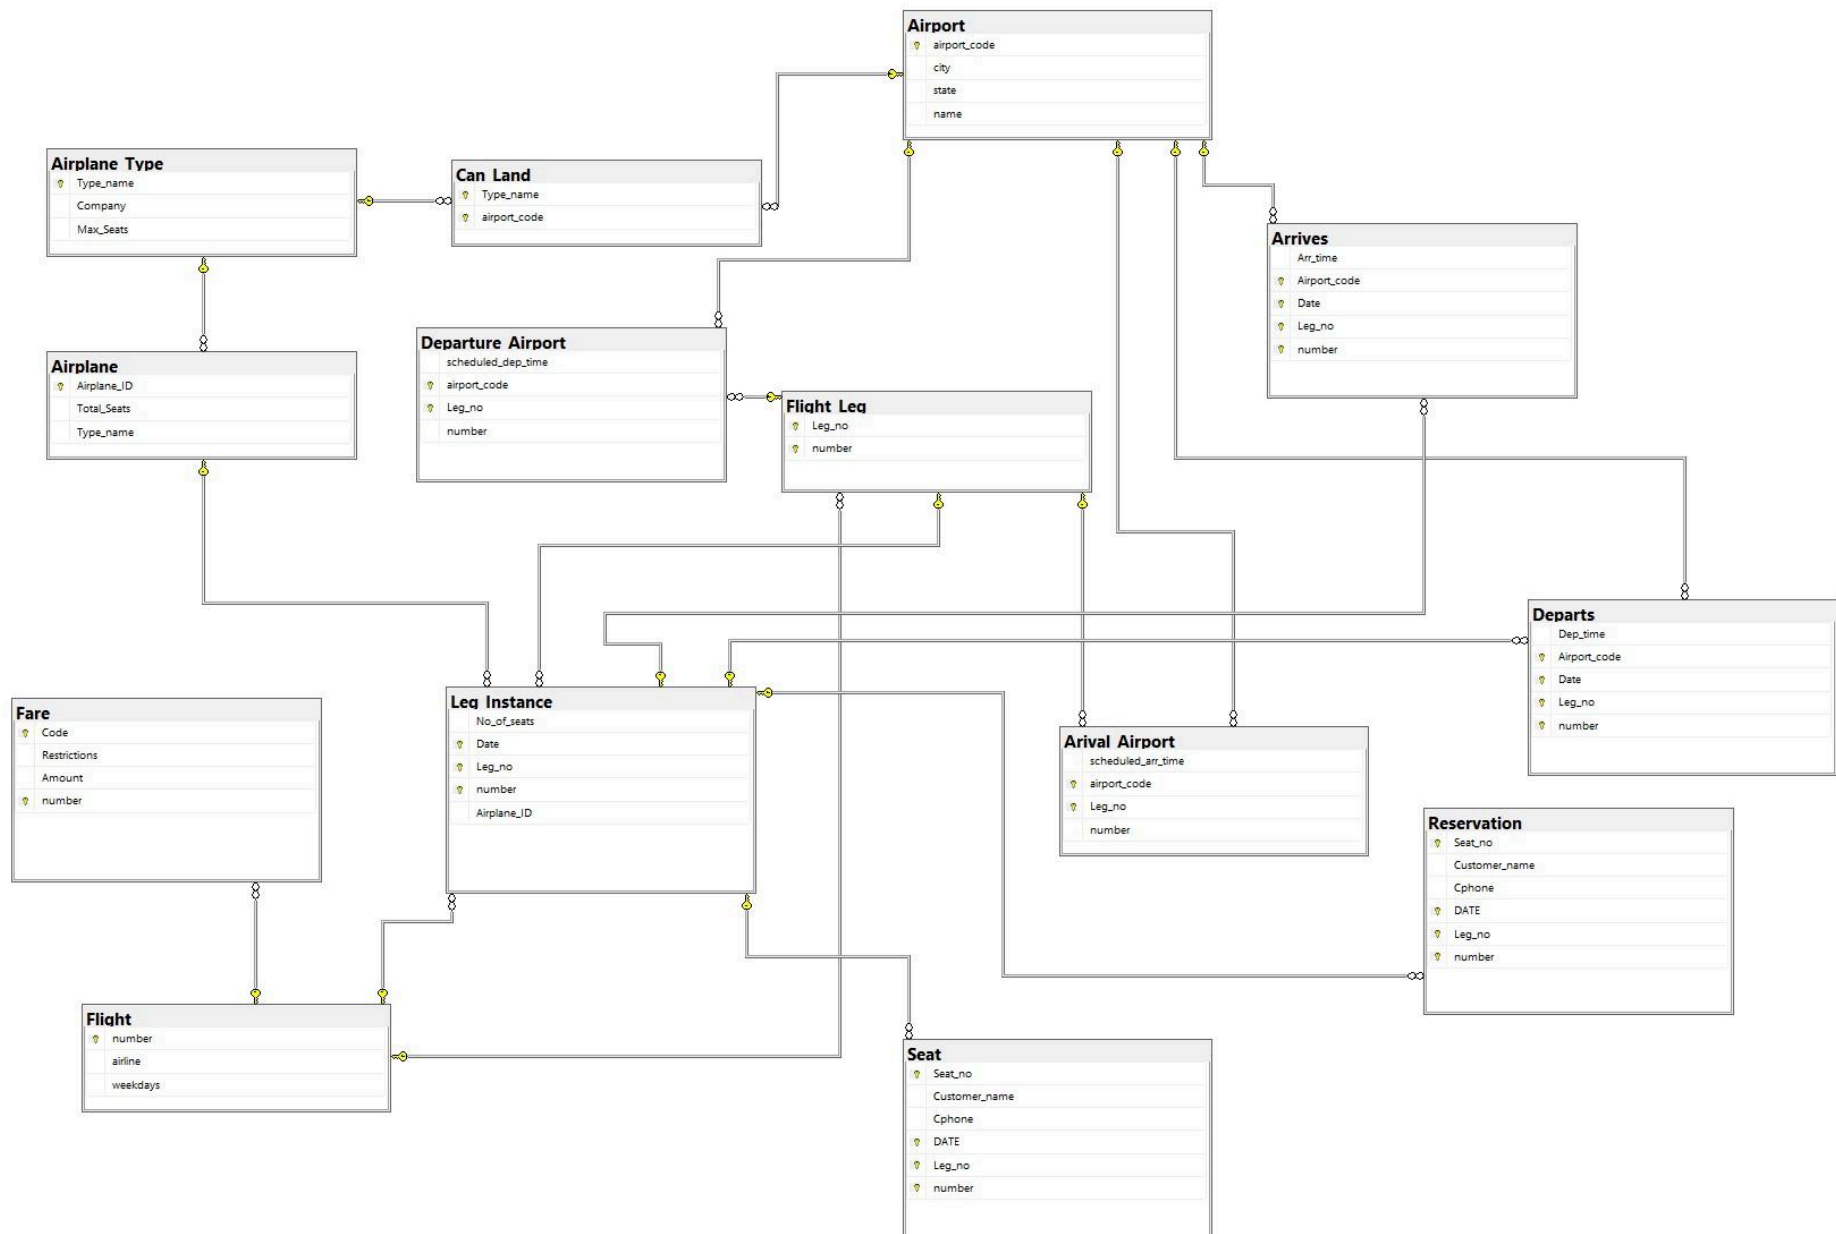 Airport
airport_code
city
state
name
Airplane Type
Type_name
Company
Max_Seats
Can Land
Type_name
airport_code
Arrives
Arr_time
Airport_code
Date
Leg_no
number
Departure Airport
scheduled_dep_time
airport_code
Leg_no
number
Airplane
Airplane_ID
Total_Seats
Type_name
Flight Leg
Leg_no
number
Departs
Dep_time
Airport_code
Date
Leg_no
number
Leg Instance
No_of_seats
Date
Leg_no
number
Airplane_ID
Fare
Code
Restrictions
Amount
number
Arival Airport
scheduled_arr_time
airport_code
Leg_no
number
Reservation
Seat_no
Customer_name
Cphone
DATE
Leg_no
number
Flight
number
airline
weekdays
Seat
Seat_no
Customer_name
Cphone
DATE
Leg_no
number